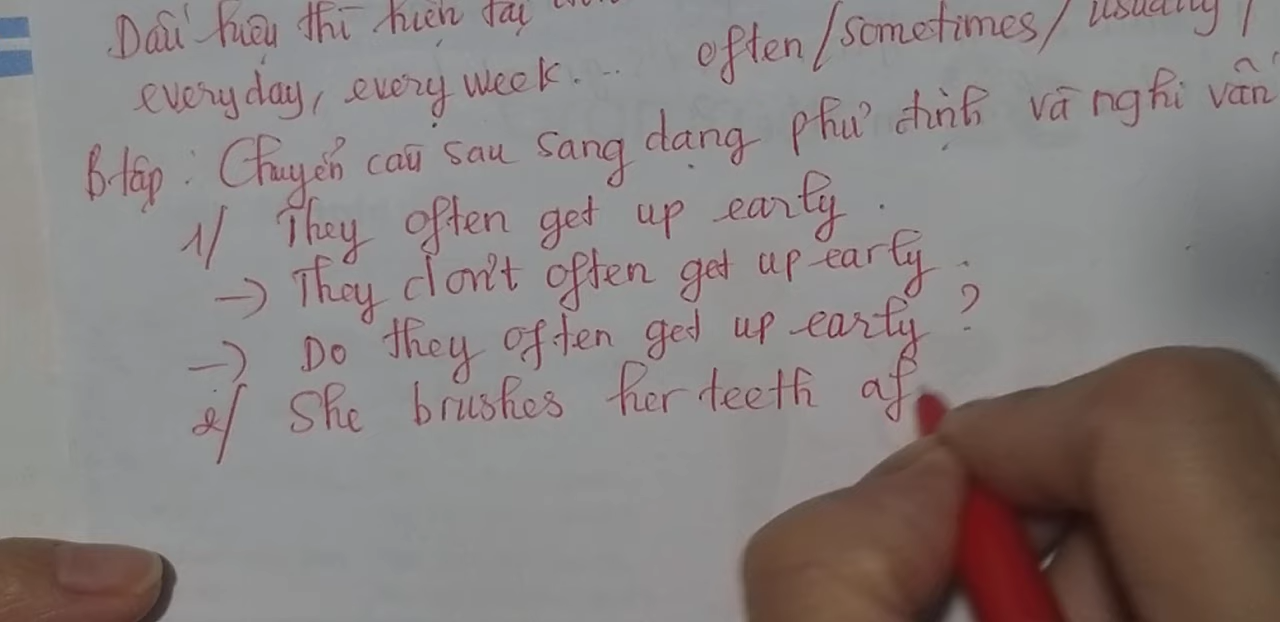 Dấu hiệu thì hiện tại
often/sometimes/usually/
everyday, every week...
B.tập: Chuyển câu sau sang dạng phủ định và nghi vấn
1/ They often get up early.
→ They don't often get up early.
→ Do they often get up early?
2/ She brushes her teeth af